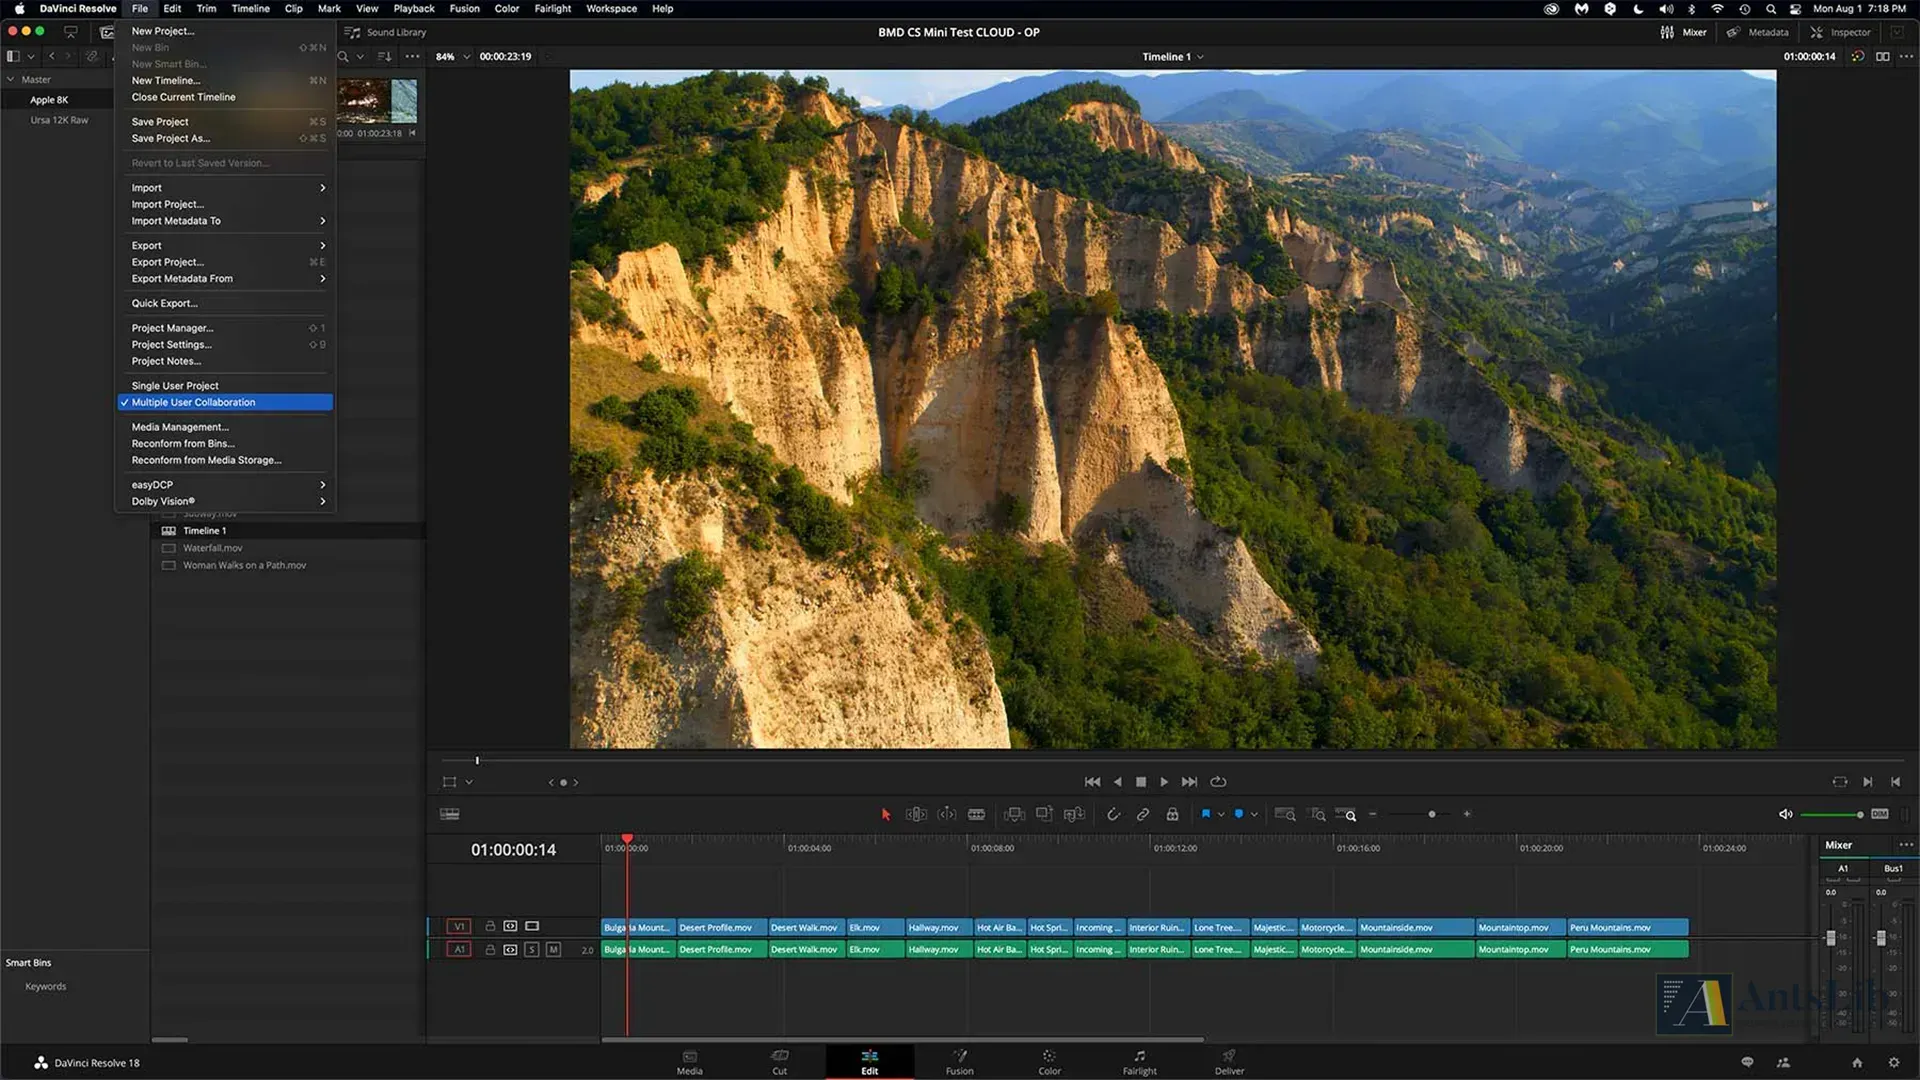 DaVinci Resolve File Edit Trim Timeline Clip Mark View Playback Fusion Color Fairlight Workspace Help Mon Aug 1 7:18 PM
Sound Library BMD CS Mini Test CLOUD - OP Mixer Metadata Inspector
84% 00:00:23:19 Timeline 1 01:00:00:14
Master
Apple 8K
Ursa 12K Raw
01:00:23:18
New Project...
New Bin ⇧⌘N
New Smart Bin...
New Timeline... ⌘N
Close Current Timeline
Save Project ⌘S
Save Project As... ⇧⌘S
Revert to Last Saved Version...
Import
Import Project...
Import Metadata To
Export
Export Project... ⌘E
Export Metadata From
Quick Export...
Project Manager... ⇧1
Project Settings... ⇧9
Project Notes...
Single User Project
✓ Multiple User Collaboration
Media Management...
Reconform from Bins...
Reconform from Media Storage...
easyDCP
Dolby Vision®
Subway.mov
Timeline 1
Waterfall.mov
Woman Walks on a Path.mov
Smart Bins
Keywords
DIM
01:00:00:14
01:00:00:00 01:00:04:00 01:00:08:00 01:00:12:00 01:00:16:00 01:00:20:00 01:00:24:00
V1 Bulgaria Mount... Desert Profile.mov Desert Walk.mov Elk.mov Hallway.mov Hot Air Ba... Hot Spri... Incoming ... Interior Ruin... Lone Tree.... Majestic... Motorcycle.... Mountainside.mov Mountaintop.mov Peru Mountains.mov
A1 S M 2.0 Bulgaria Mount... Desert Profile.mov Desert Walk.mov Elk.mov Hallway.mov Hot Air Ba... Hot Spri... Incoming ... Interior Ruin... Lone Tree.... Majestic... Motorcycle.... Mountainside.mov Mountaintop.mov Peru Mountains.mov
Mixer
A1 Bus1
0.0 0.0
AntsLib
DaVinci Resolve 18
Media Cut Edit Fusion Color Fairlight Deliver